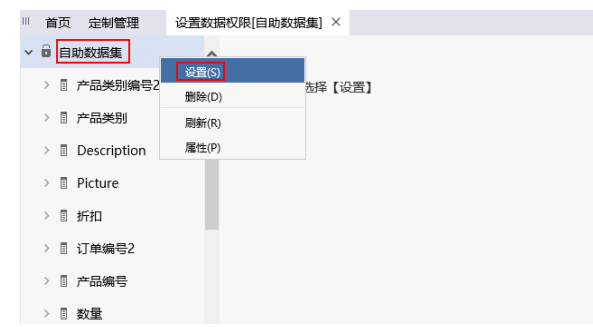 首页 定制管理 设置数据权限[自助数据集] ×
自助数据集
设置(S)
产品类别编号2
选择【设置】
删除(D)
产品类别
刷新(R)
Description
属性(P)
Picture
折扣
订单编号2
产品编号
数量